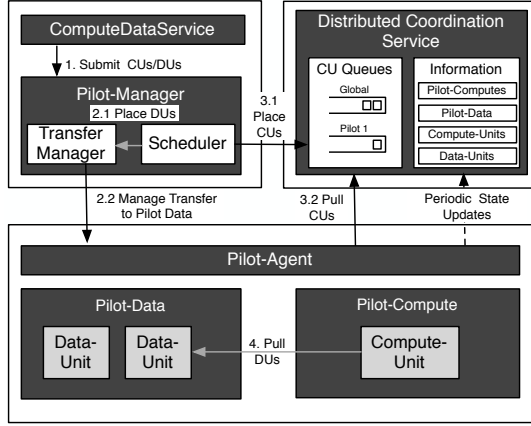 ComputeDataService
1. Submit CUs/DUs
Pilot-Manager
2.1 Place DUs
Transfer
Manager
Scheduler
3.1
Place
CUs
Distributed Coordination
Service
CU Queues
Global
Pilot 1
Information
Pilot-Computes
Pilot-Data
Compute-Units
Data-Units
2.2 Manage Transfer
to Pilot Data
3.2 Pull
CUs
Periodic State
Updates
Pilot-Agent
Pilot-Data
Data-
Unit
Data-
Unit
4. Pull
DUs
Pilot-Compute
Compute-
Unit